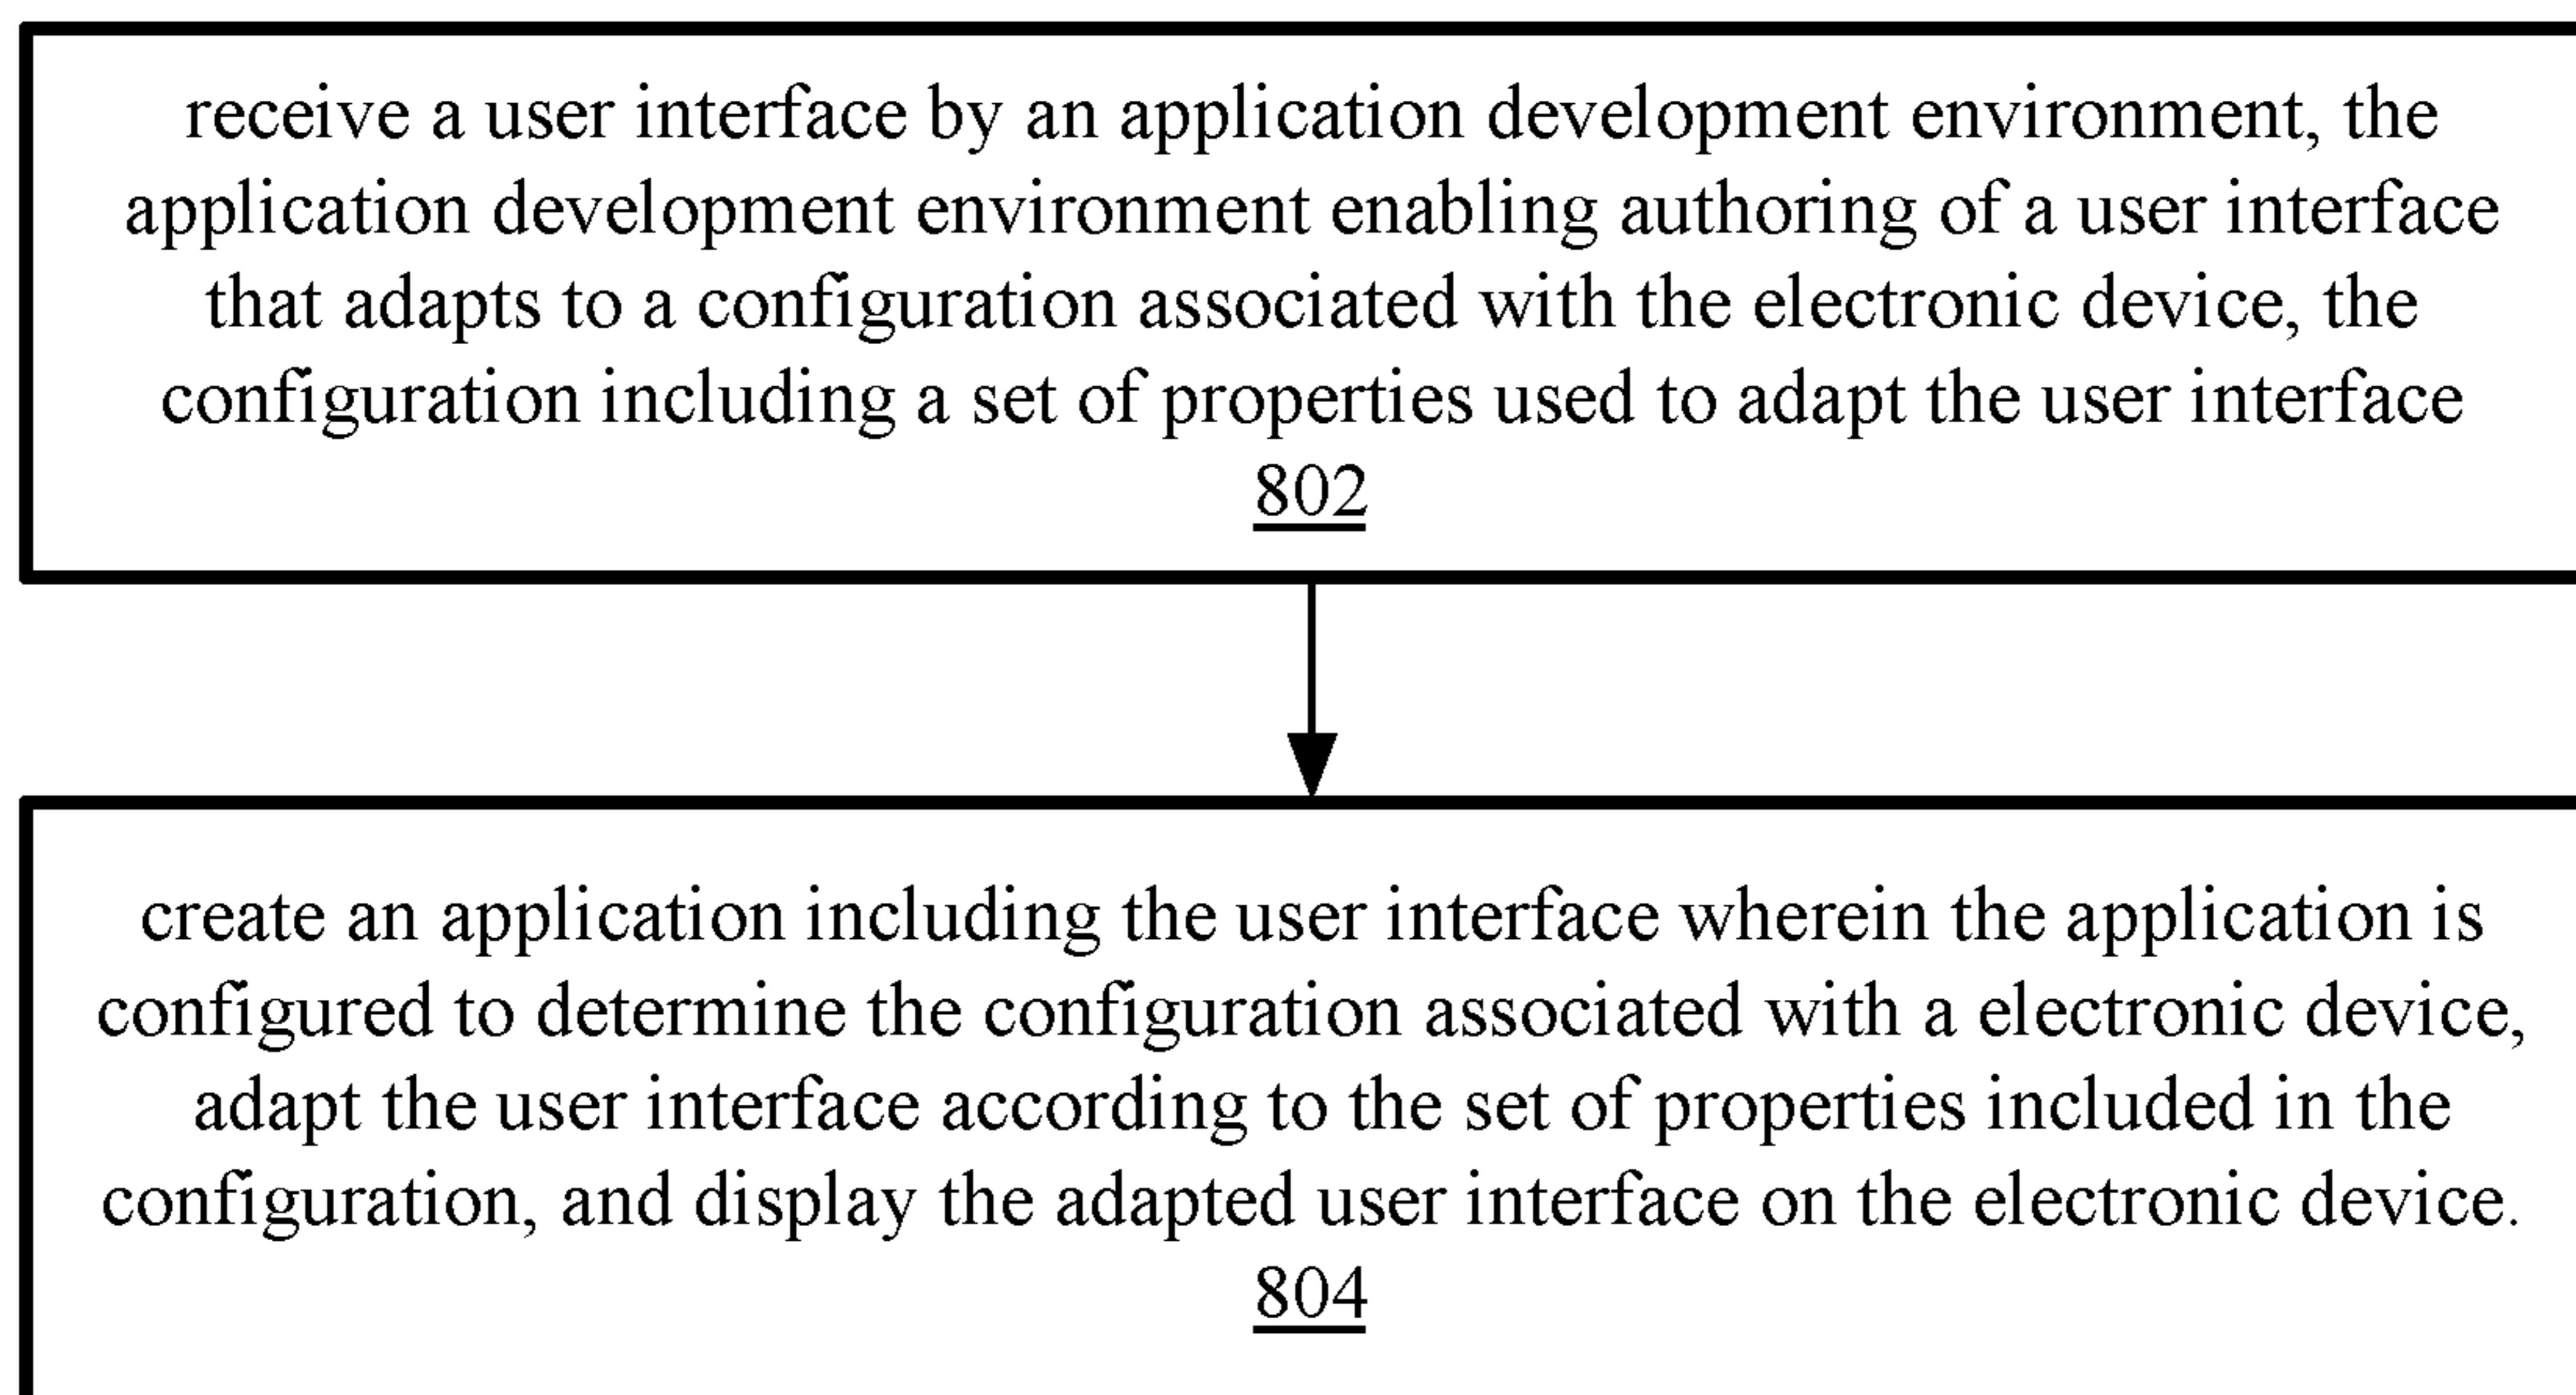 receive a user interface by an application development environment, the
application development environment enabling authoring of a user interface
that adapts to a configuration associated with the electronic device, the
configuration including a set of properties used to adapt the user interface
802
create an application including the user interface wherein the application is
configured to determine the configuration associated with a electronic device,
adapt the user interface according to the set of properties included in the
configuration, and display the adapted user interface on the electronic device.
804